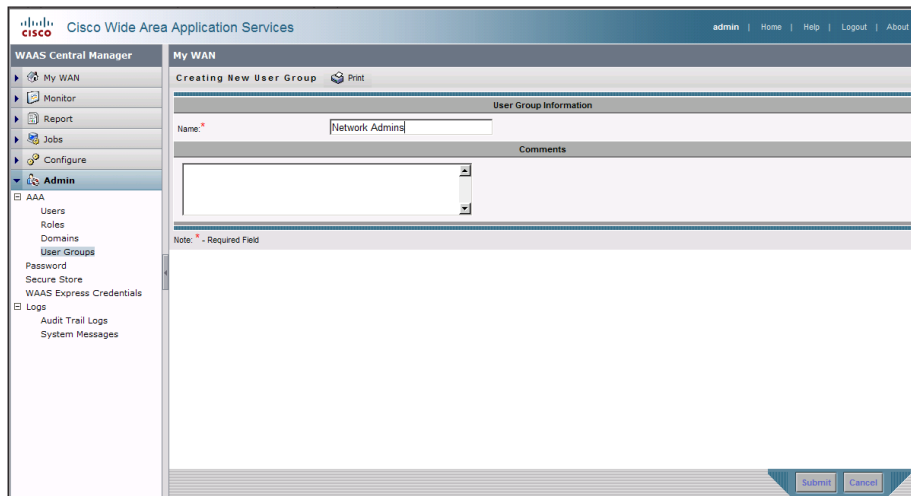 CISCO Cisco Wide Area Application Services
admin | Home | Help | Logout | About
WAAS Central Manager
My WAN
Monitor
Report
Jobs
Configure
Admin
AAA
Users
Roles
Domains
User Groups
Password
Secure Store
WAAS Express Credentials
Logs
Audit Trail Logs
System Messages
My WAN
Creating New User Group Print
User Group Information
Name:* Network Admins
Comments
Note: * - Required Field
Submit Cancel